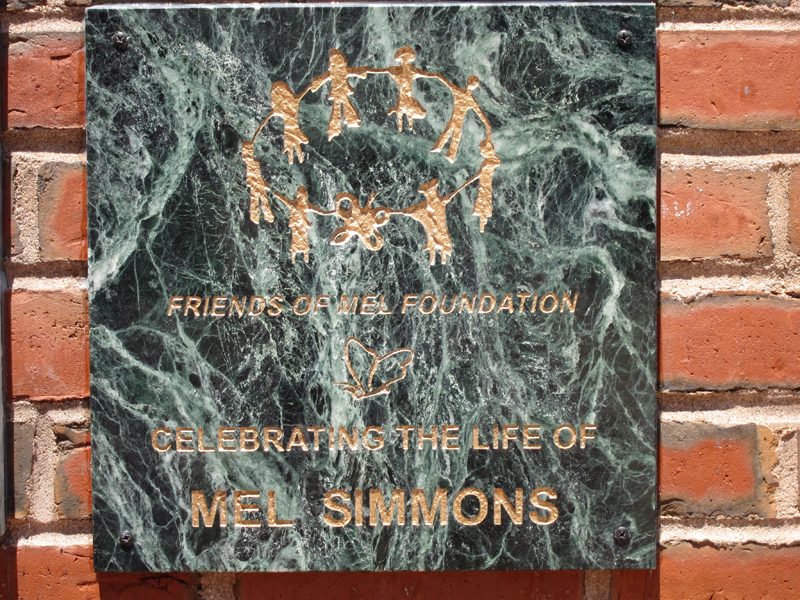 FRIENDS OF MEL FOUNDATION
CELEBRATING THE LIFE OF
MEL SIMMONS